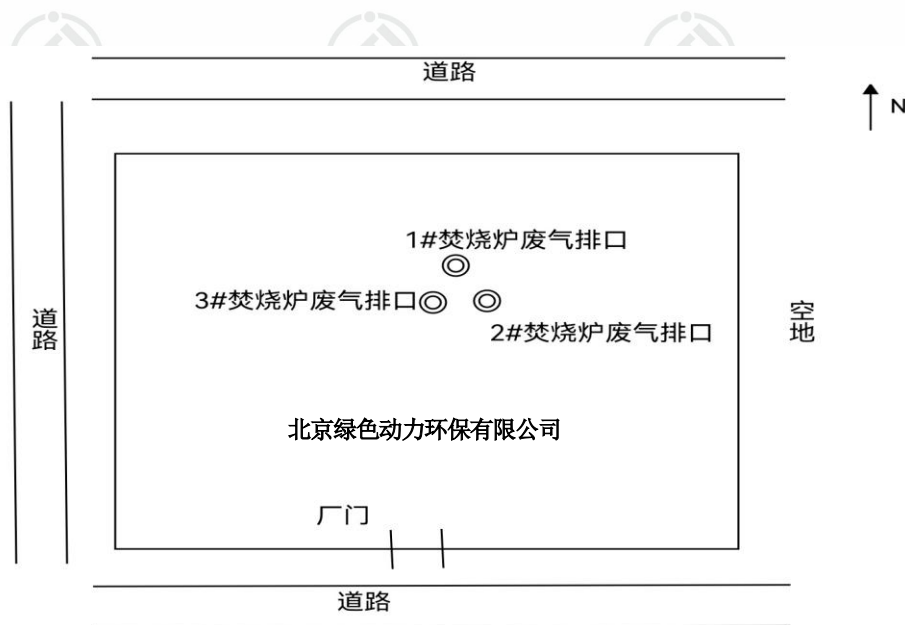 道路
N
1#焚烧炉废气排口
3#焚烧炉废气排口
2#焚烧炉废气排口
道路
空地
北京绿色动力环保有限公司
厂门
道路